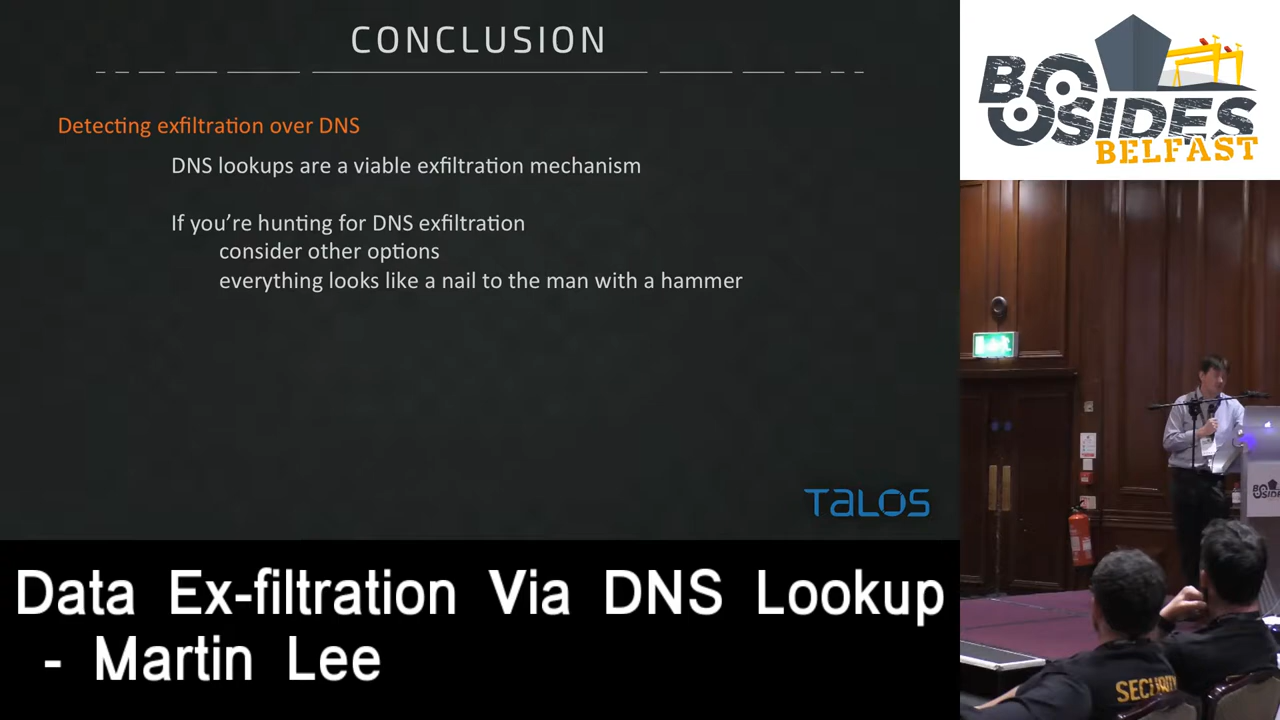 CONCLUSION
Detecting exfiltration over DNS
DNS lookups are a viable exfiltration mechanism
If you're hunting for DNS exfiltration
consider other options
everything looks like a nail to the man with a hammer
TALOS
Data Ex-filtration Via DNS Lookup
- Martin Lee
BSIDES
BELFAST
BSIDES
SECURITY